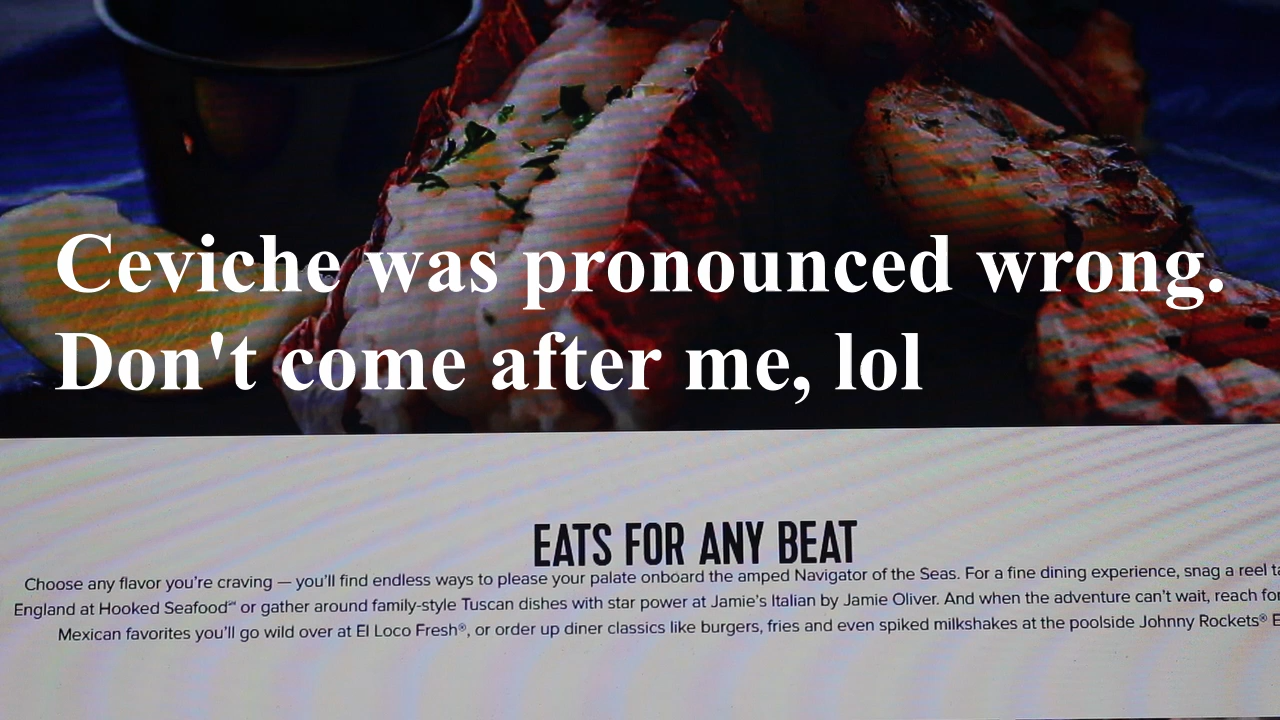 Ceviche was pronounced wrong.
Don't come after me, lol
EATS FOR ANY BEAT
Choose any flavor you're craving — you'll find endless ways to please your palate onboard the amped Navigator of the Seas. For a fine dining experience, snag a reel
England at Hooked Seafood℠ or gather around family-style Tuscan dishes with star power at Jamie's Italian by Jamie Oliver. And when the adventure can't wait, reach
Mexican favorites you'll go wild over at El Loco Fresh®, or order up diner classics like burgers, fries and even spiked milkshakes at the poolside Johnny Rockets®